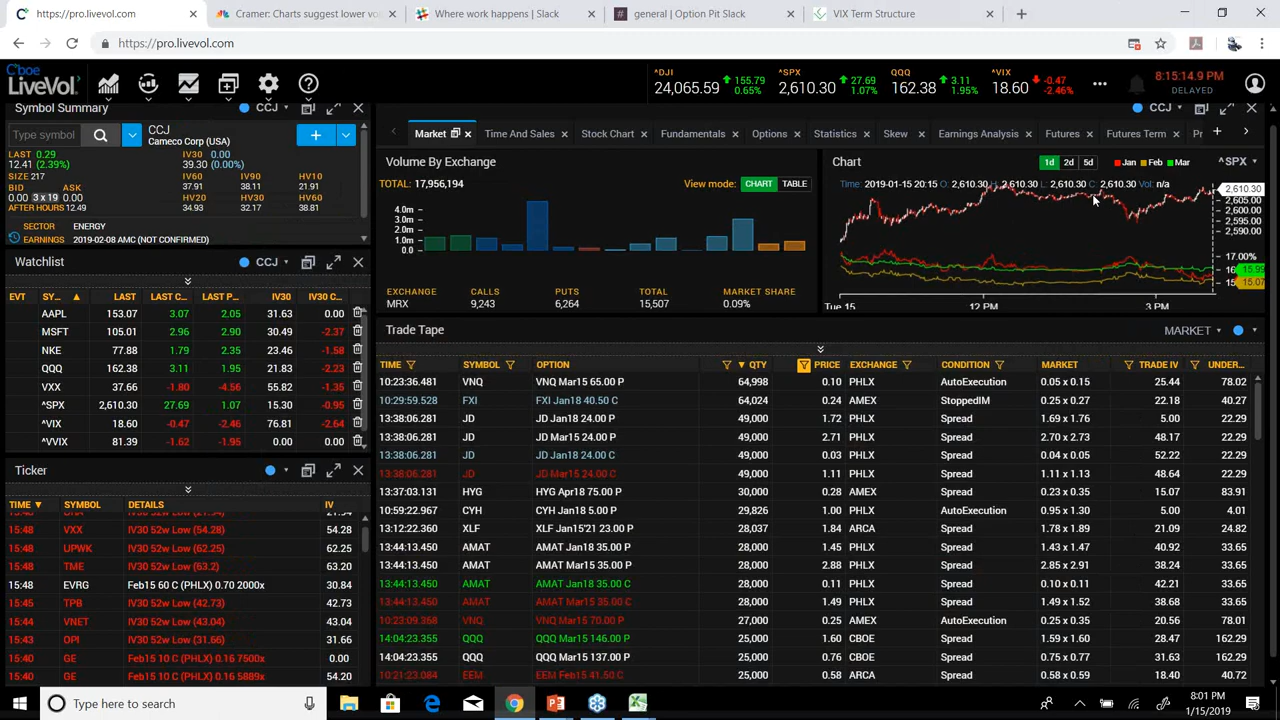 https://pro.livevol.com/
Cramer: Charts suggest lower vo
Where work happens | Slack
general | Option Pit Slack
VIX Term Structure
https://pro.livevol.com
Cboe
LiveVol
^DJI
24,065.59
155.79
0.65%
^SPX
2,610.30
27.69
1.07%
QQQ
162.38
3.11
1.95%
^VIX
18.60
-0.47
-2.46%
8:15:14.9 PM
DELAYED
Symbol Summary
CCJ
Type symbol
CCJ
Cameco Corp (USA)
LAST 0.29
12.41 (2.39%)
SIZE 217
BID ASK
0.00 3 x 19 0.00
AFTER HOURS 12.49
IV30 0.00
39.30 (0.00%)
IV60 IV90 HV10
37.91 38.11 21.91
HV20 HV30 HV60
34.93 32.17 38.81
SECTOR ENERGY
EARNINGS 2019-02-08 AMC (NOT CONFIRMED)
Watchlist
CCJ
EVT SY... LAST LAST C... LAST P... IV30 IV30 C...
AAPL 153.07 3.07 2.05 31.63 0.00
MSFT 105.01 2.96 2.90 30.49 -2.37
NKE 77.88 1.79 2.35 23.46 -1.58
QQQ 162.38 3.11 1.95 21.83 -2.23
VXX 37.66 -1.80 -4.56 55.82 -1.35
^SPX 2,610.30 27.69 1.07 15.30 -0.95
^VIX 18.60 -0.47 -2.46 76.81 -2.64
^VVIX 81.39 -1.62 -1.95 0.00 0.00
Ticker
TIME SYMBOL DETAILS IV
15:48 VXX IV30 52w Low (54.28) 54.28
15:48 UPWK IV30 52w Low (62.25) 62.25
15:48 TME IV30 52w Low (63.2) 63.20
15:48 EVRG Feb15 60 C (PHLX) 0.70 2000x 30.84
15:45 TPB IV30 52w Low (42.73) 42.73
15:44 VNET IV30 52w Low (43.04) 43.04
15:43 OPI IV30 52w Low (31.66) 31.66
15:40 GE Feb15 10 C (PHLX) 0.16 7500x 0.00
15:40 GE Feb15 10 C (PHLX) 0.16 5889x 54.20
CCJ
Market Time And Sales Stock Chart Fundamentals Options Statistics Skew Earnings Analysis Futures Futures Term Pr
Volume By Exchange
TOTAL: 17,956,194
View mode: CHART TABLE
4.0m
3.0m
2.0m
1.0m
0.0
EXCHANGE CALLS PUTS TOTAL MARKET SHARE
MRX 9,243 6,264 15,507 0.09%
Chart
1d 2d 5d
Jan Feb Mar
^SPX
Time: 2019-01-15 20:15 O: 2,610.30 H: 2,610.30 L: 2,610.30 C: 2,610.30 Vol: n/a
2,610.30
2,605.00
2,600.00
2,595.00
2,590.00
17.00%
15.99
15.07
Tue 15 12 PM 3 PM
Trade Tape
MARKET
TIME SYMBOL OPTION QTY PRICE EXCHANGE CONDITION MARKET TRADE IV UNDER...
10:23:36.481 VNQ VNQ Mar15 65.00 P 64,998 0.10 PHLX AutoExecution 0.05 x 0.15 25.44 78.02
10:29:59.528 FXI FXI Jan18 40.50 C 64,024 0.24 AMEX StoppedIM 0.25 x 0.27 22.18 40.27
13:38:06.281 JD JD Jan18 24.00 P 49,000 1.72 PHLX Spread 1.69 x 1.76 5.00 22.29
13:38:06.281 JD JD Mar15 24.00 P 49,000 2.71 PHLX Spread 2.70 x 2.73 48.17 22.29
13:38:06.281 JD JD Jan18 24.00 C 49,000 0.03 PHLX Spread 0.04 x 0.05 52.22 22.29
13:38:06.281 JD JD Mar15 24.00 C 49,000 1.11 PHLX Spread 1.11 x 1.13 48.64 22.29
13:37:03.131 HYG HYG Apr18 75.00 P 30,000 0.28 AMEX Spread 0.23 x 0.35 15.07 83.91
10:59:22.967 CYH CYH Jan18 5.00 P 29,826 1.00 PHLX AutoExecution 0.95 x 1.30 5.00 4.01
13:12:22.360 XLF XLF Jan15'21 23.00 P 28,037 1.84 ARCA Spread 1.78 x 1.89 21.09 24.82
13:44:13.450 AMAT AMAT Jan18 35.00 P 28,000 1.45 PHLX Spread 1.43 x 1.47 40.92 33.65
13:44:13.450 AMAT AMAT Mar15 35.00 P 28,000 2.88 PHLX Spread 2.85 x 2.91 38.24 33.65
13:44:13.450 AMAT AMAT Jan18 35.00 C 28,000 0.11 PHLX Spread 0.10 x 0.11 42.21 33.65
13:44:13.450 AMAT AMAT Mar15 35.00 C 28,000 1.49 PHLX Spread 1.49 x 1.52 38.68 33.65
10:23:09.368 VNQ VNQ Mar15 70.00 P 27,000 0.25 AMEX AutoExecution 0.25 x 0.35 20.56 78.01
14:04:23.355 QQQ QQQ Mar15 146.00 P 25,000 1.60 CBOE Spread 1.59 x 1.60 28.47 162.29
14:04:23.355 QQQ QQQ Mar15 137.00 P 25,000 0.76 CBOE Spread 0.75 x 0.77 31.63 162.29
10:21:23.084 EEM EEM Feb15 41.50 C 25,000 0.58 ARCA Spread 0.58 x 0.59 18.40 40.72
Type here to search
8:01 PM
1/15/2019